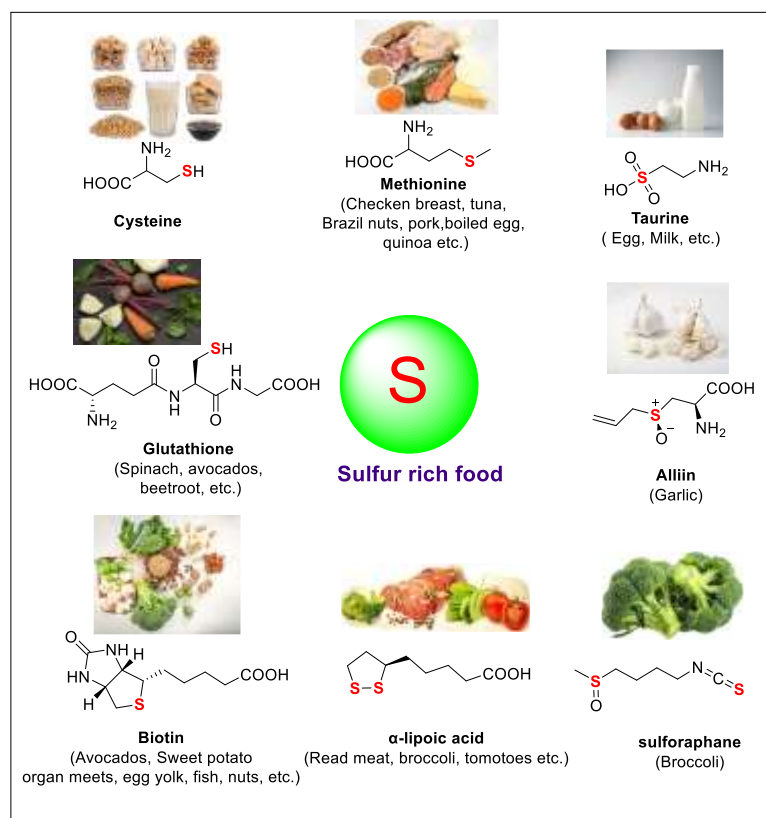 NH2
HOOC
SH
Cysteine
NH2
HOOC
S
Methionine
(Checken breast, tuna,
Brazil nuts, pork,boiled egg,
quinoa etc.)
O
S
NH2
HO
O
Taurine
( Egg, Milk, etc.)
SH
O
HOOC
N
H
HN
COOH
NH2
O
Glutathione
(Spinach, avocados,
beetroot, etc.)
S
Sulfur rich food
COOH
S
+
O
−
NH2
Alliin
(Garlic)
O
NH
H
HN
H
S
COOH
Biotin
(Avocados, Sweet potato
organ meets, egg yolk, fish, nuts, etc.)
S
S
COOH
α-lipoic acid
(Read meat, broccoli, tomotoes etc.)
S
O
N
C
S
sulforaphane
(Broccoli)